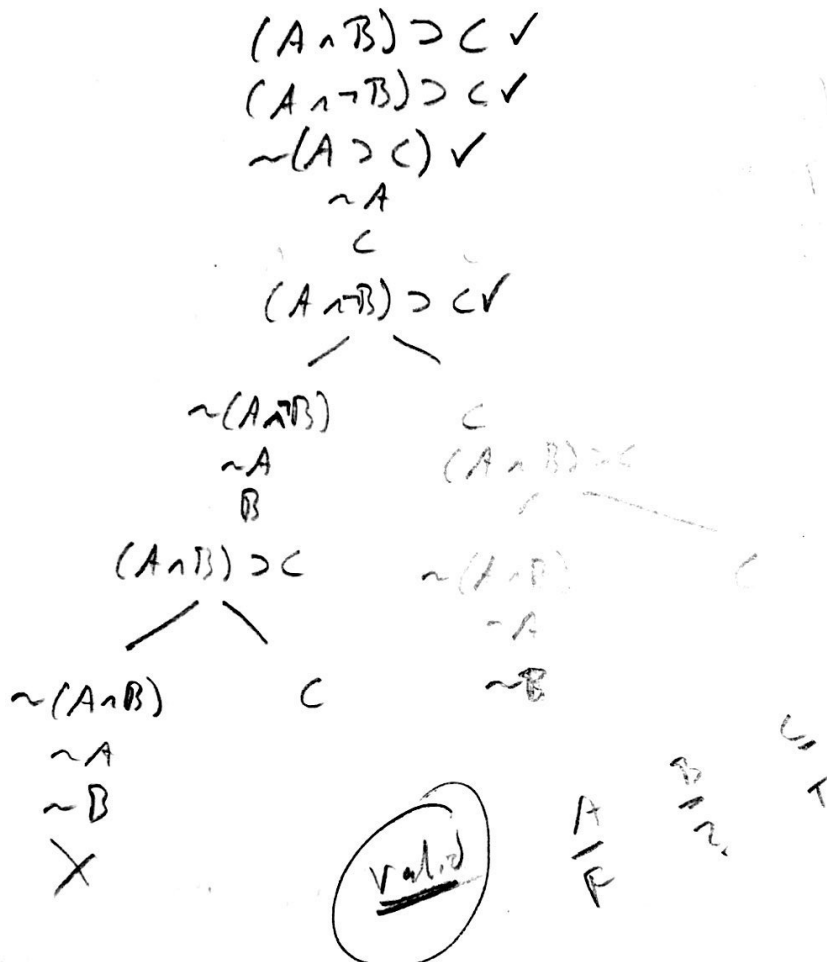 (A ∧ B) ⊃ C ✓
(A ∧ ¬B) ⊃ C ✓
~(A ⊃ C) ✓
~A
C
(A ∧ ¬B) ⊃ C ✓
~(A ∧ ¬B) C
~A (A ∧ B) ⊃ C
B
(A ∧ B) ⊃ C ~(A ∧ B) C
~A
~(A ∧ B) C ~B
~A
~B
X
valid
A
F
B